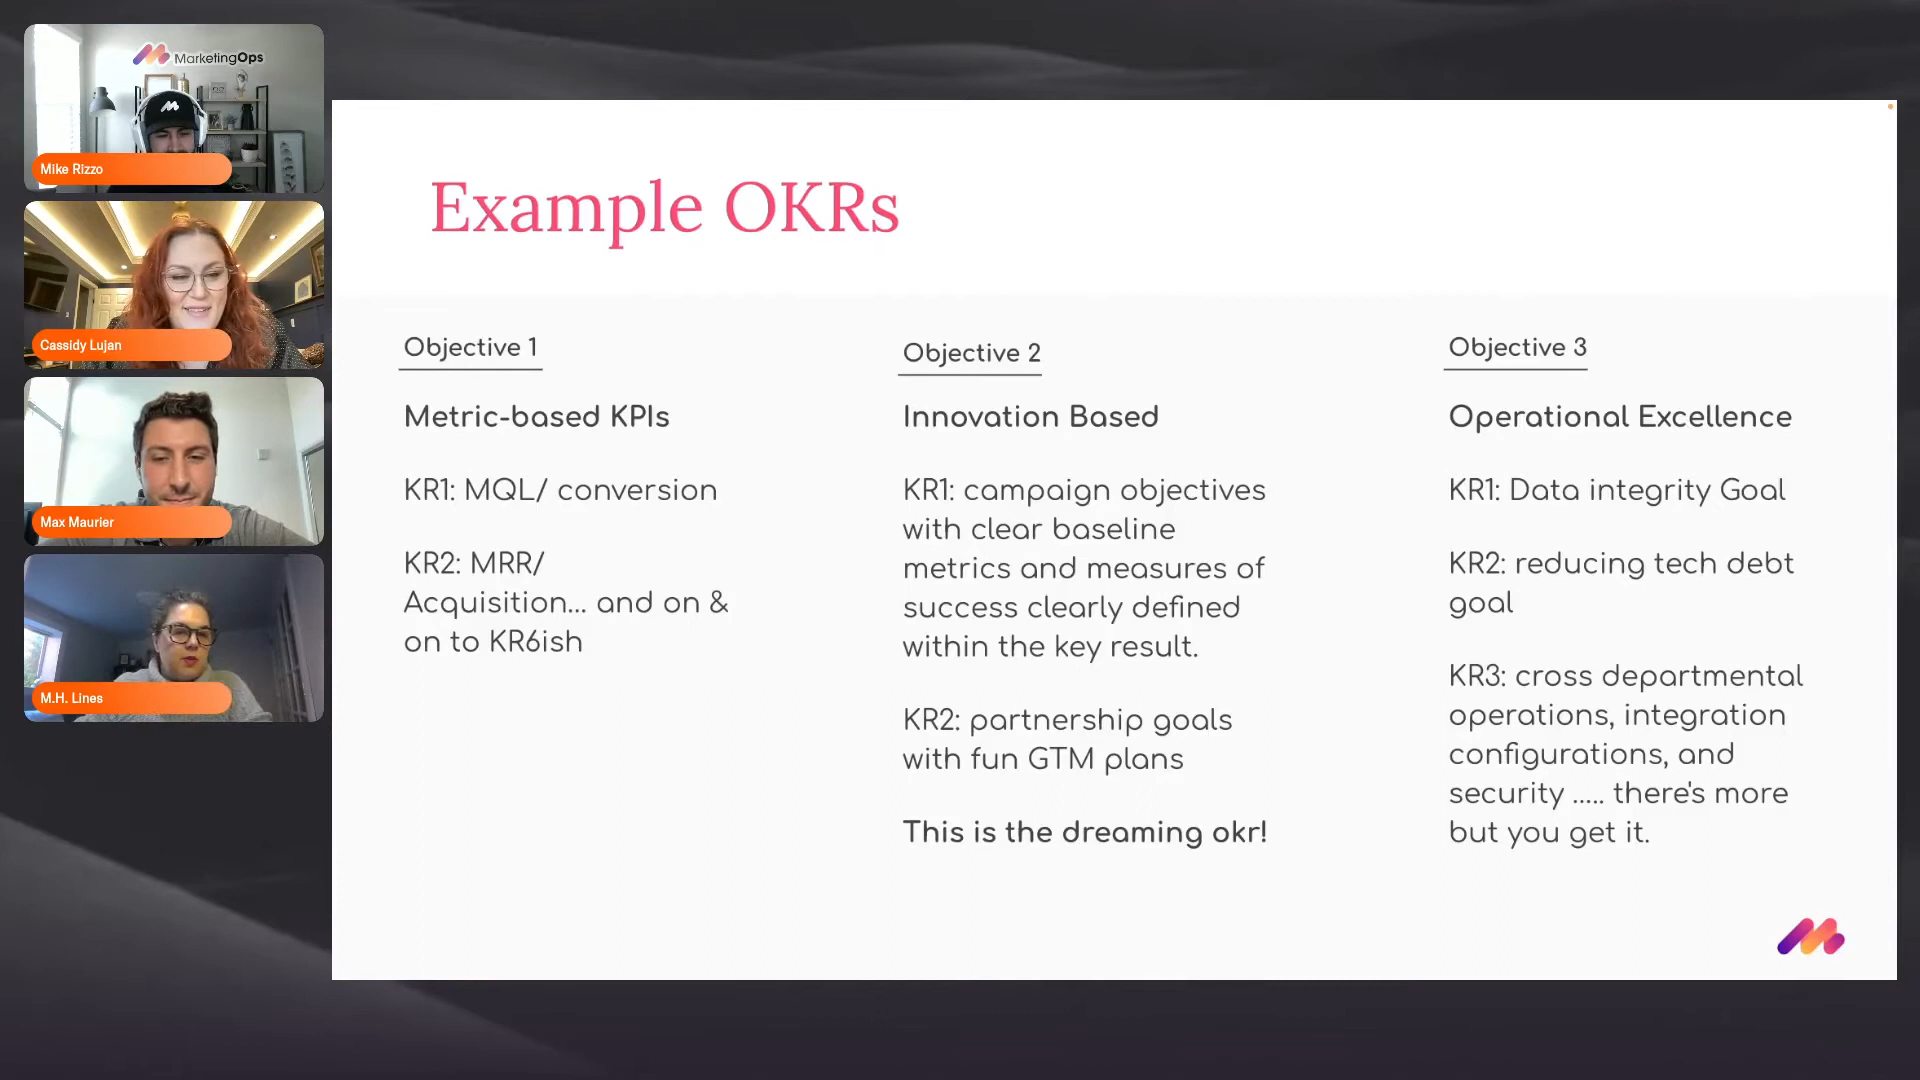 MarketingOps
Mike Rizzo
Cassidy Lujan
Max Maurier
M.H. Lines
Example OKRs
Objective 1
Metric-based KPIs
KR1: MQL/ conversion
KR2: MRR/
Acquisition... and on &
on to KR6ish
Objective 2
Innovation Based
KR1: campaign objectives
with clear baseline
metrics and measures of
success clearly defined
within the key result.
KR2: partnership goals
with fun GTM plans
This is the dreaming okr!
Objective 3
Operational Excellence
KR1: Data integrity Goal
KR2: reducing tech debt
goal
KR3: cross departmental
operations, integration
configurations, and
security ..... there's more
but you get it.